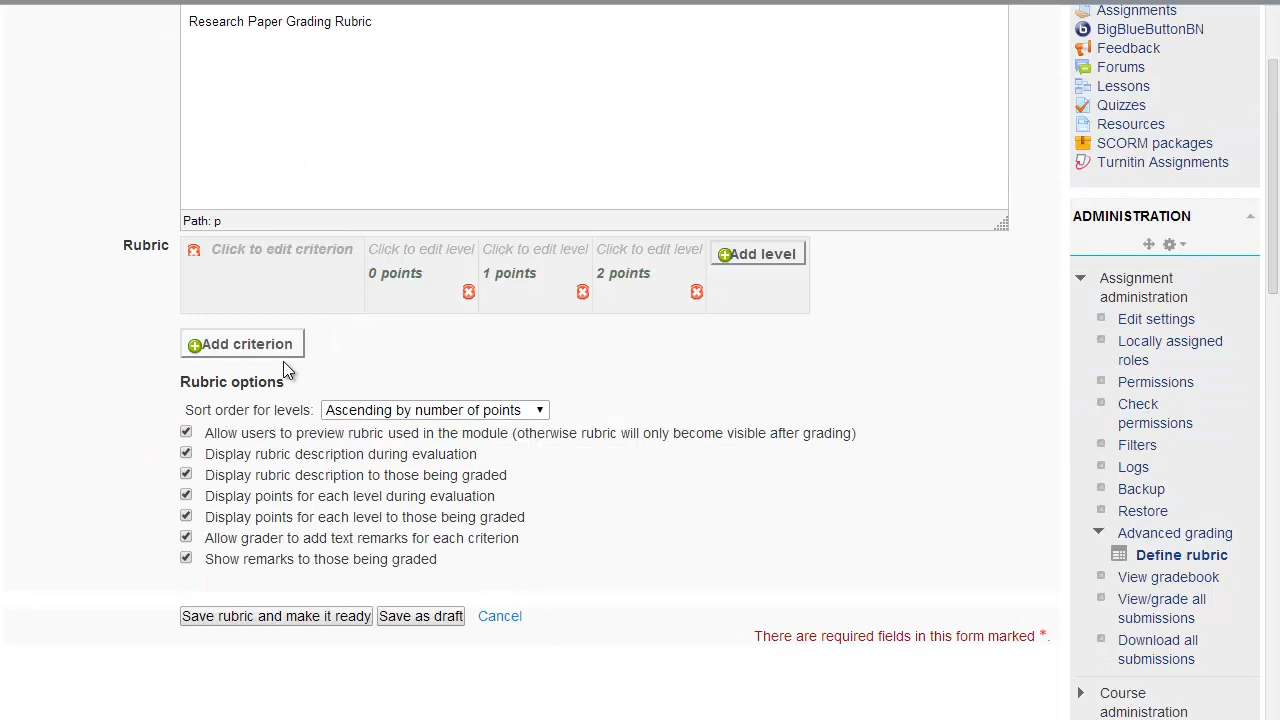 Research Paper Grading Rubric
Path: p
Rubric
Click to edit criterion
Click to edit level
0 points
Click to edit level
1 points
Click to edit level
2 points
Add level
Add criterion
Rubric options
Sort order for levels: Ascending by number of points
Allow users to preview rubric used in the module (otherwise rubric will only become visible after grading)
Display rubric description during evaluation
Display rubric description to those being graded
Display points for each level during evaluation
Display points for each level to those being graded
Allow grader to add text remarks for each criterion
Show remarks to those being graded
Save rubric and make it ready
Save as draft
Cancel
There are required fields in this form marked *.
Assignments
BigBlueButtonBN
Feedback
Forums
Lessons
Quizzes
Resources
SCORM packages
Turnitin Assignments
ADMINISTRATION
Assignment
administration
Edit settings
Locally assigned
roles
Permissions
Check
permissions
Filters
Logs
Backup
Restore
Advanced grading
Define rubric
View gradebook
View/grade all
submissions
Download all
submissions
Course
administration